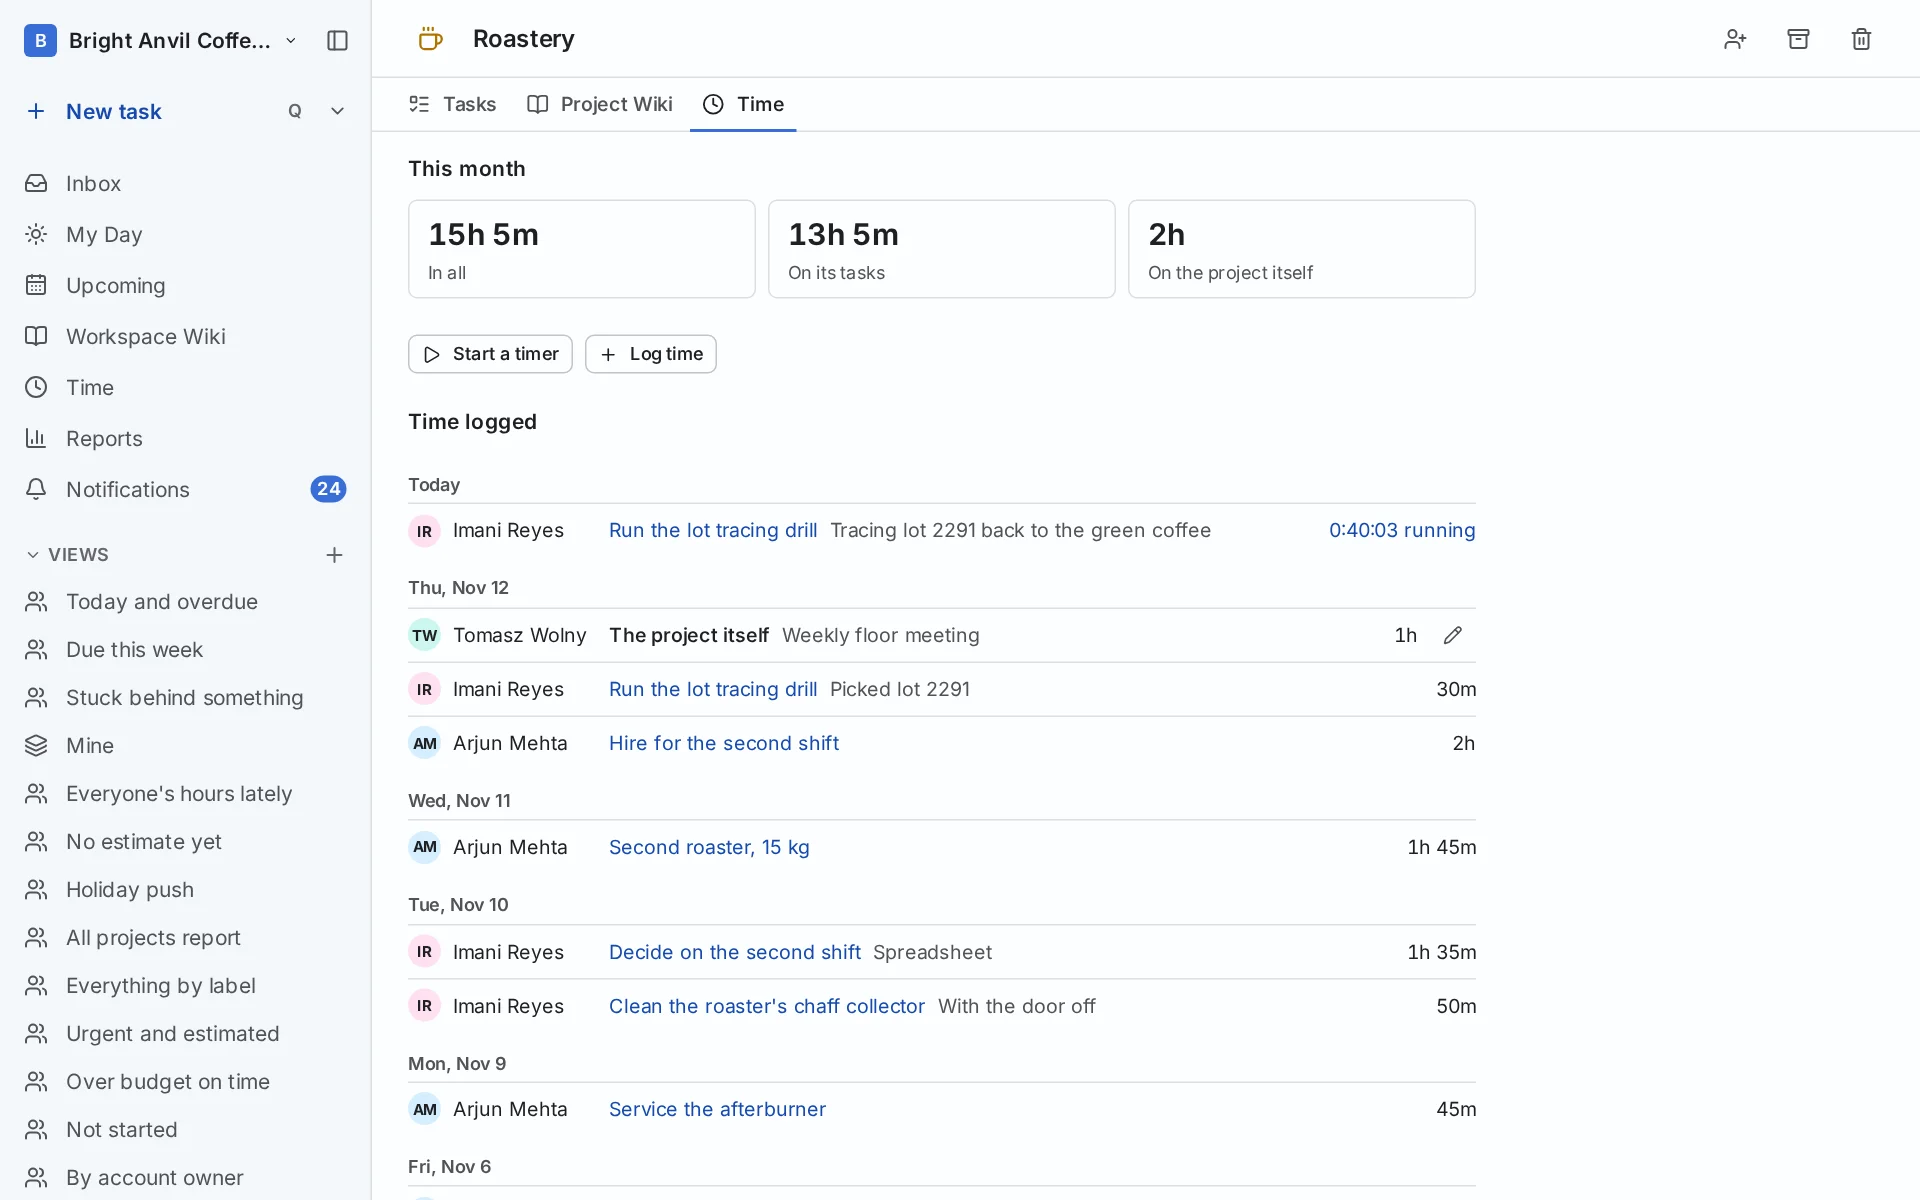 B Bright Anvil Coffe...
New task Q
Inbox
My Day
Upcoming
Workspace Wiki
Time
Reports
Notifications 24
VIEWS
Today and overdue
Due this week
Stuck behind something
Mine
Everyone's hours lately
No estimate yet
Holiday push
All projects report
Everything by label
Urgent and estimated
Over budget on time
Not started
By account owner
Roastery
Tasks Project Wiki Time
This month
15h 5m
In all
13h 5m
On its tasks
2h
On the project itself
Start a timer Log time
Time logged
Today
IR Imani Reyes Run the lot tracing drill Tracing lot 2291 back to the green coffee 0:40:03 running
Thu, Nov 12
TW Tomasz Wolny The project itself Weekly floor meeting 1h
IR Imani Reyes Run the lot tracing drill Picked lot 2291 30m
AM Arjun Mehta Hire for the second shift 2h
Wed, Nov 11
AM Arjun Mehta Second roaster, 15 kg 1h 45m
Tue, Nov 10
IR Imani Reyes Decide on the second shift Spreadsheet 1h 35m
IR Imani Reyes Clean the roaster's chaff collector With the door off 50m
Mon, Nov 9
AM Arjun Mehta Service the afterburner 45m
Fri, Nov 6